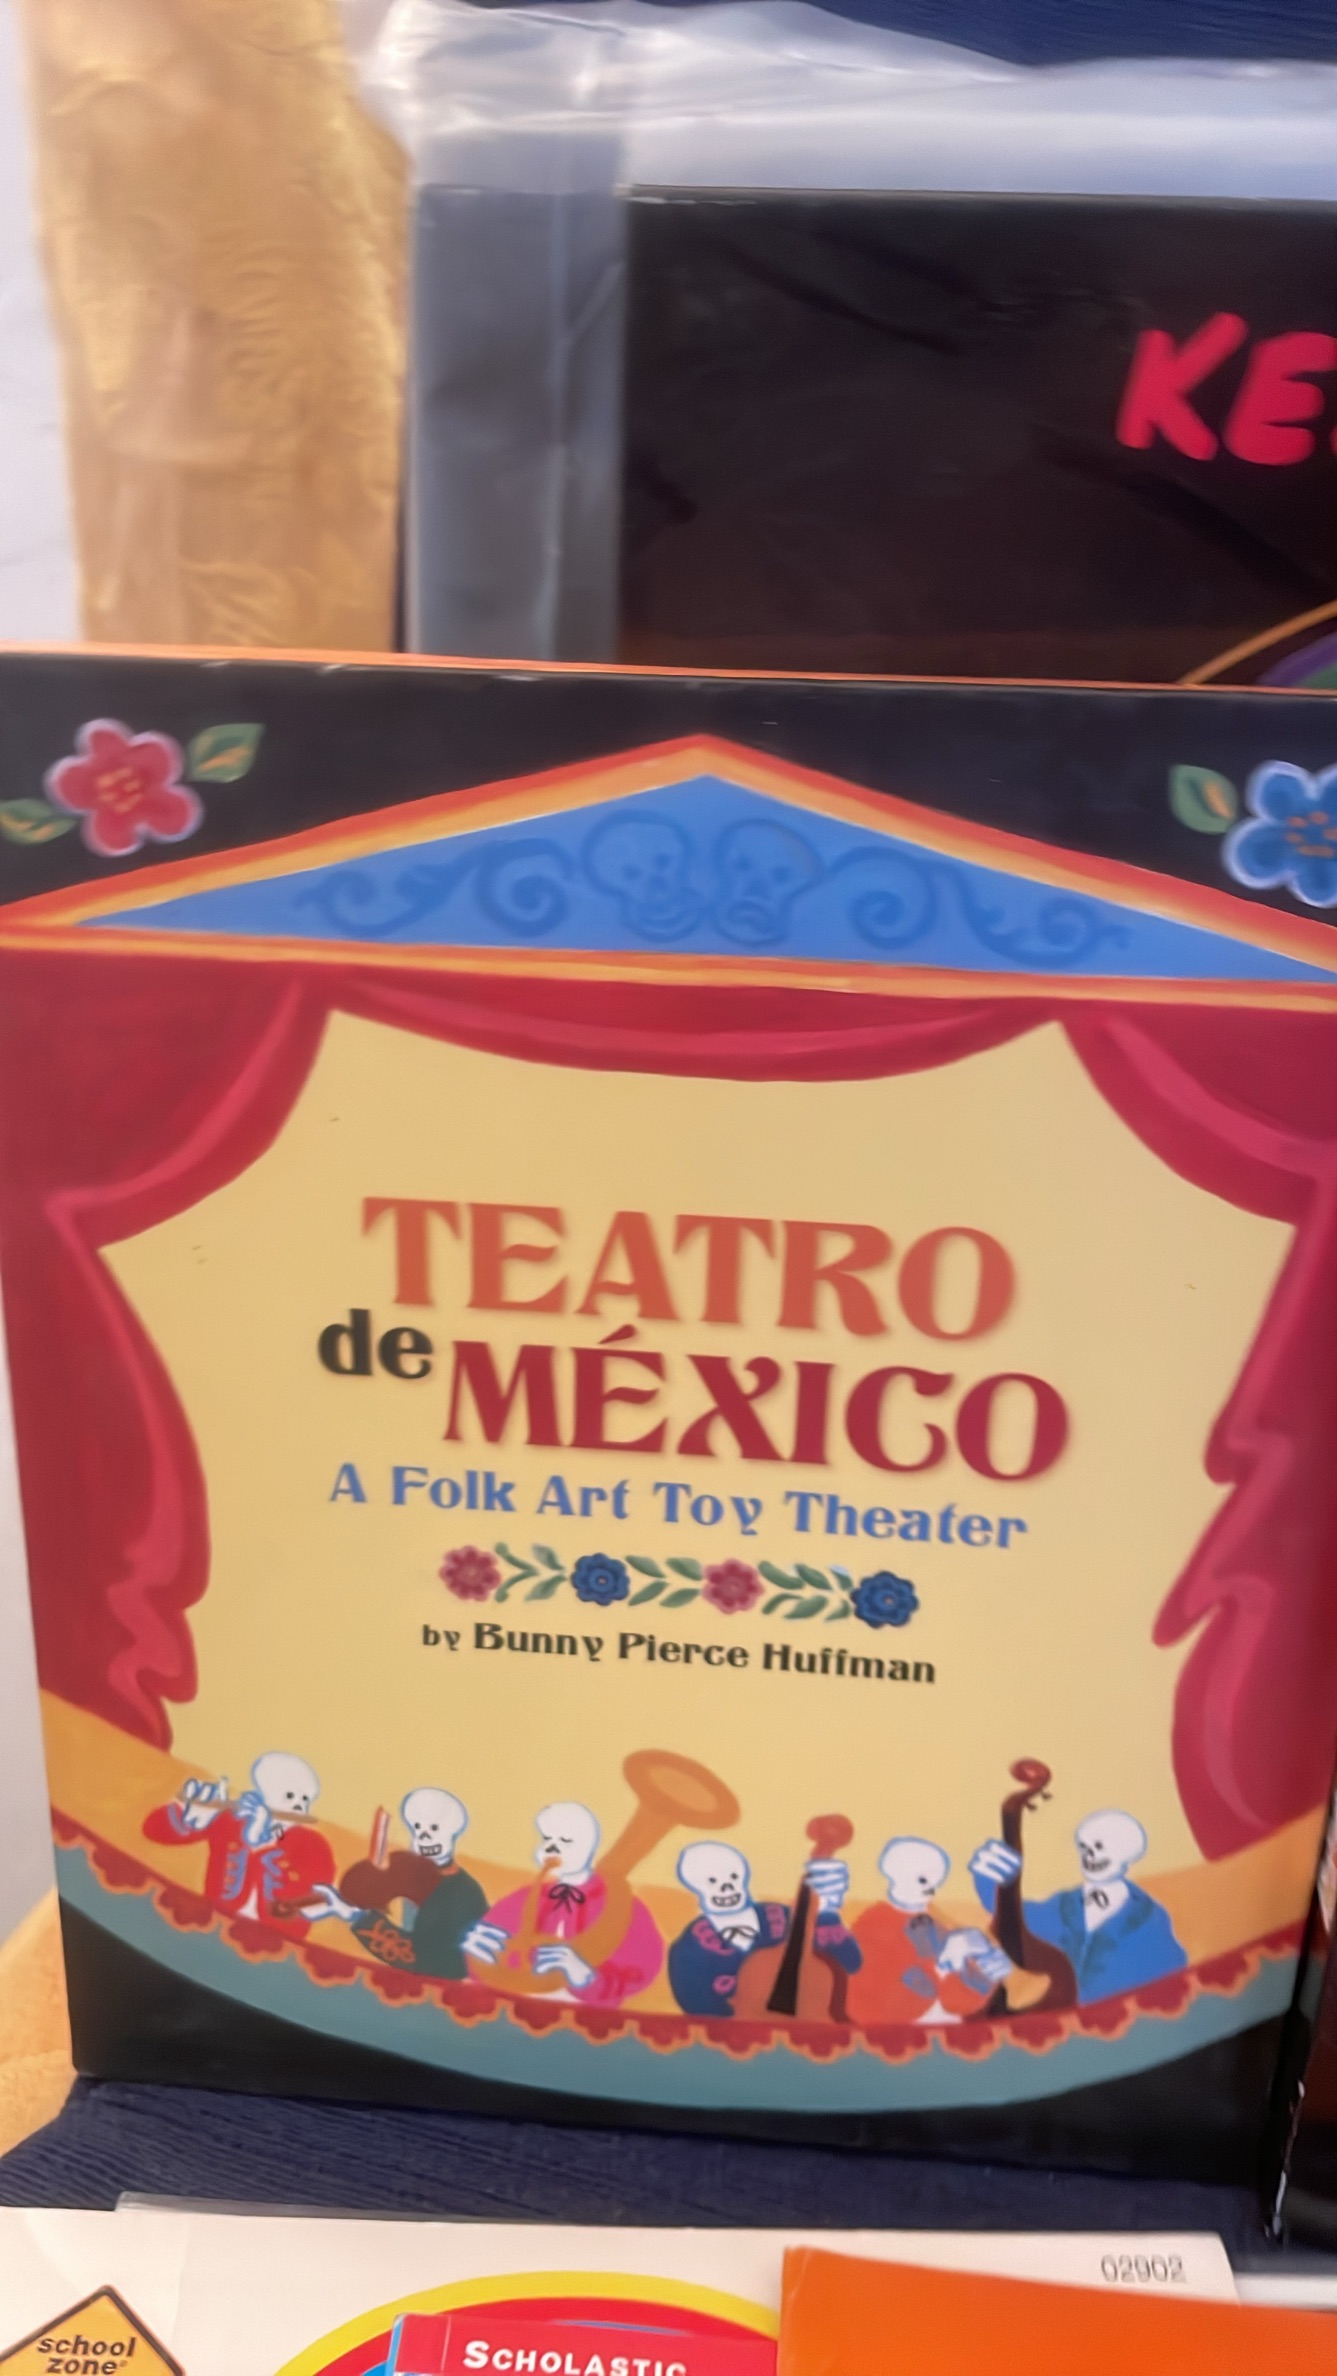 KE
TEATRO
de MÉXICO
A Folk Art Toy Theater
by Bunny Pierce Huffman
02902
school
zone®
SCHOLASTIC